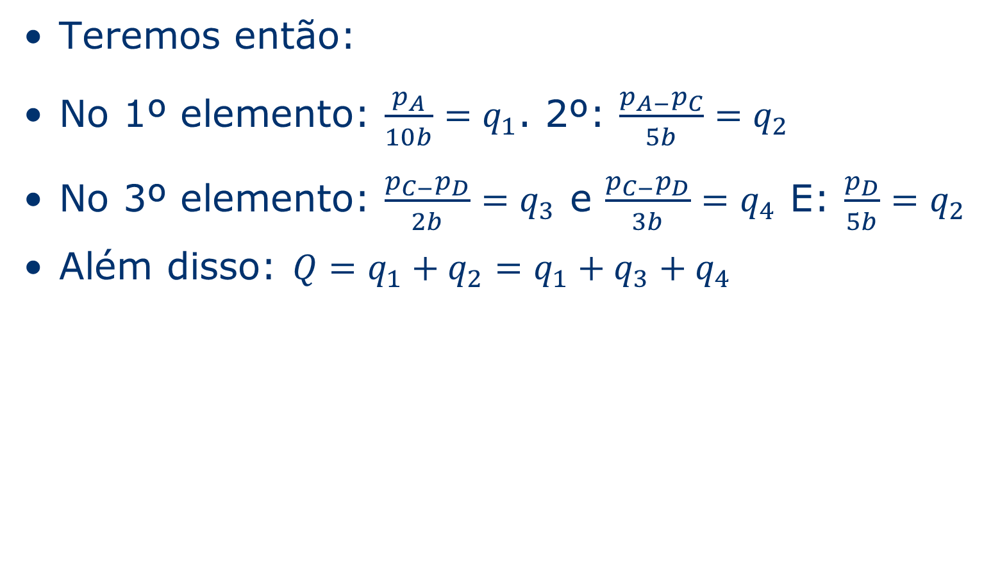 • Teremos então:
• No 1º elemento: $\frac{p_A}{10b} = q_1$. 2º: $\frac{p_{A-}p_C}{5b} = q_2$
• No 3º elemento: $\frac{p_{C-}p_D}{2b} = q_3$ e $\frac{p_{C-}p_D}{3b} = q_4$ E: $\frac{p_D}{5b} = q_2$
• Além disso: $Q = q_1 + q_2 = q_1 + q_3 + q_4$